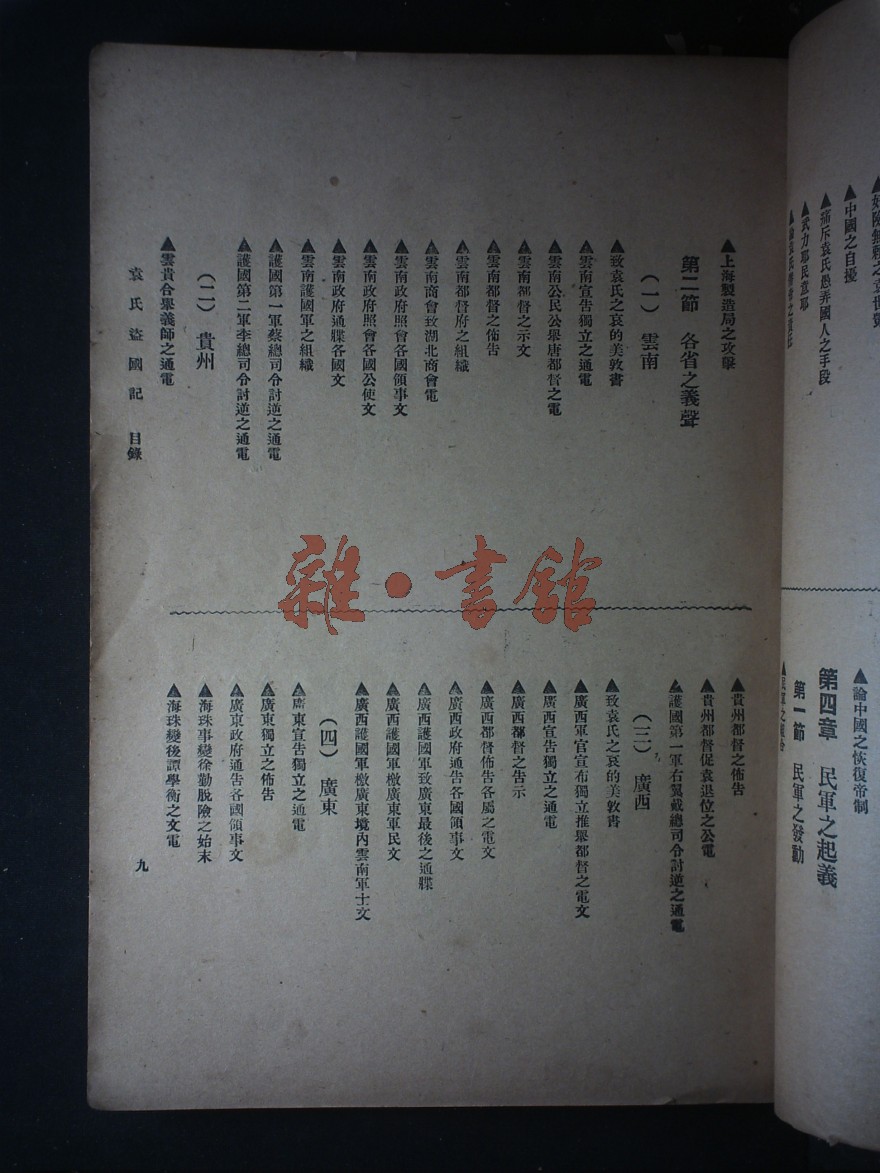 中國之自擾
痛斥袁氏愚弄國人之手段
武力耶民意耶
論中國之恢復帝制
第四章　民軍之起義
第一節　民軍之發動
▲上海製造局之攻擊
第二節　各省之義聲
（一）雲南
▲致袁氏之哀的美敦書
▲雲南宣告獨立之通電
▲雲南公民公舉唐都督之電
▲雲南都督之示文
▲雲南都督之佈告
▲雲南都督府之組織
▲雲南商會致湖北商會電
▲雲南政府照會各國領事文
▲雲南政府照會各國公使文
▲雲南政府通牒各國文
▲雲南護國軍之組織
▲護國第一軍蔡總司令討逆之通電
▲護國第二軍李總司令討逆之通電
（二）貴州
▲雲貴合舉義師之通電
▲貴州都督之佈告
▲貴州都督促袁退位之公電
▲護國第一軍右翼戴總司令討逆之通電
（三）廣西
▲致袁氏之哀的美敦書
▲廣西軍官宣布獨立推舉都督之電文
▲廣西宣告獨立之通電
▲廣西都督之告示
▲廣西都督佈告各屬之電文
▲廣西政府通告各國領事文
▲廣西護國軍致廣東最後之通牒
▲廣西護國軍檄廣東軍民文
▲廣西護國軍檄廣東境內雲南軍士文
（四）廣東
▲廣東宣告獨立之通電
▲廣東獨立之佈告
▲廣東政府通告各國領事文
▲海珠事變徐勤脫險之始末
▲海珠變後譚學衡之文電
袁氏盜國記　目錄
九
雜·書館